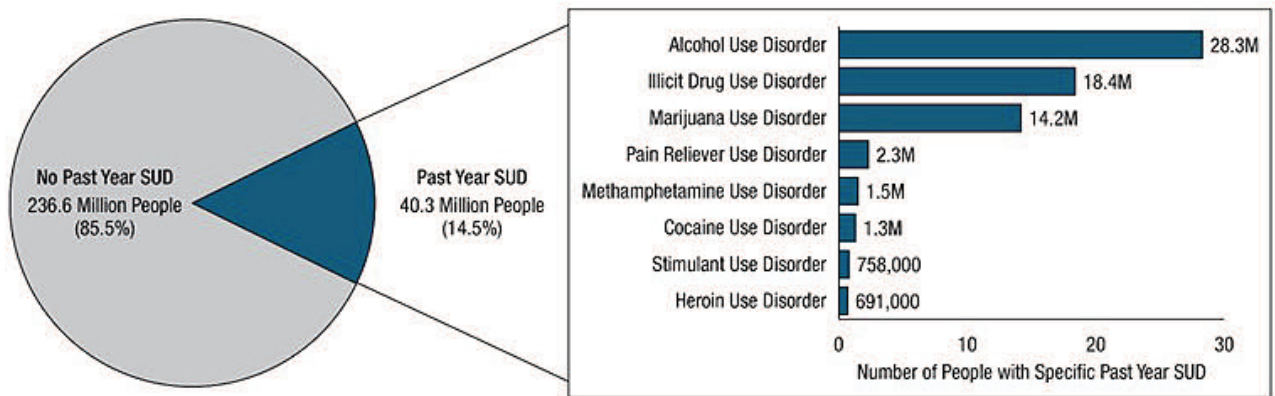 No Past Year SUD
236.6 Million People
(85.5%)
Past Year SUD
40.3 Million People
(14.5%)
Alcohol Use Disorder 28.3M
Illicit Drug Use Disorder 18.4M
Marijuana Use Disorder 14.2M
Pain Reliever Use Disorder 2.3M
Methamphetamine Use Disorder 1.5M
Cocaine Use Disorder 1.3M
Stimulant Use Disorder 758,000
Heroin Use Disorder 691,000
0 10 20 30
Number of People with Specific Past Year SUD